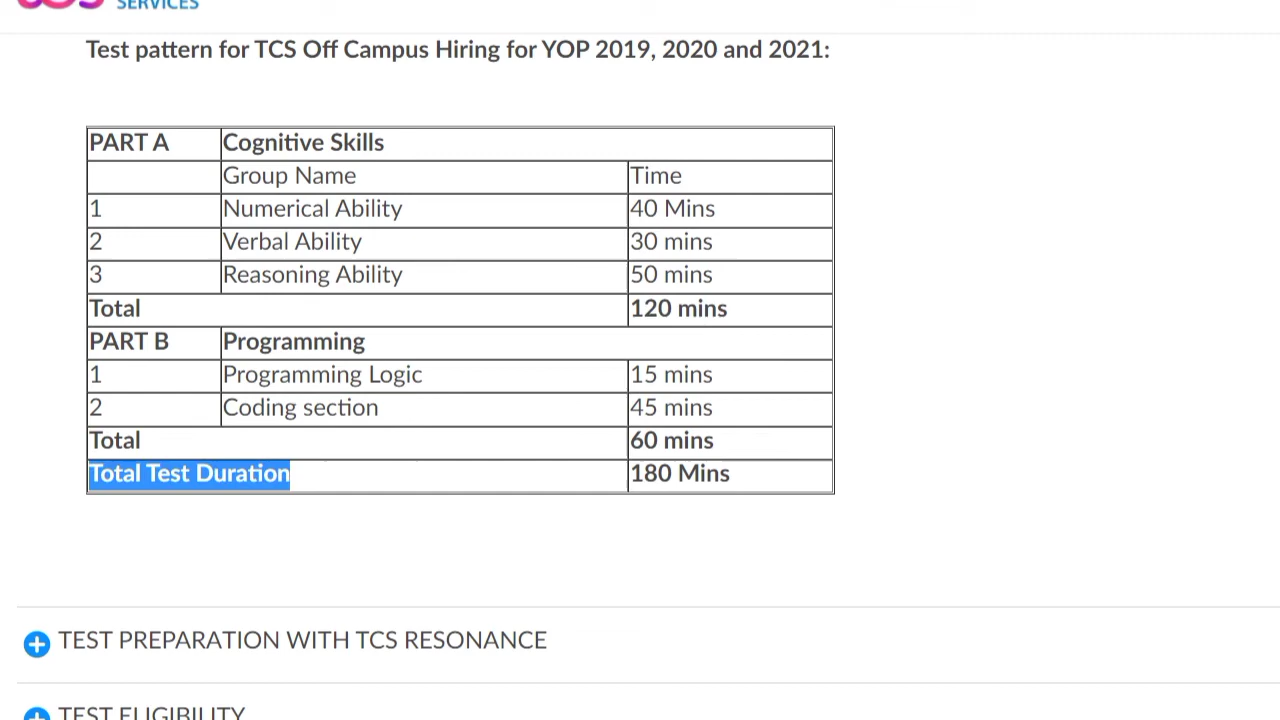 SERVICES
Test pattern for TCS Off Campus Hiring for YOP 2019, 2020 and 2021:
PART A Cognitive Skills
Group Name Time
1 Numerical Ability 40 Mins
2 Verbal Ability 30 mins
3 Reasoning Ability 50 mins
Total 120 mins
PART B Programming
1 Programming Logic 15 mins
2 Coding section 45 mins
Total 60 mins
Total Test Duration 180 Mins
TEST PREPARATION WITH TCS RESONANCE
TEST ELIGIBILITY